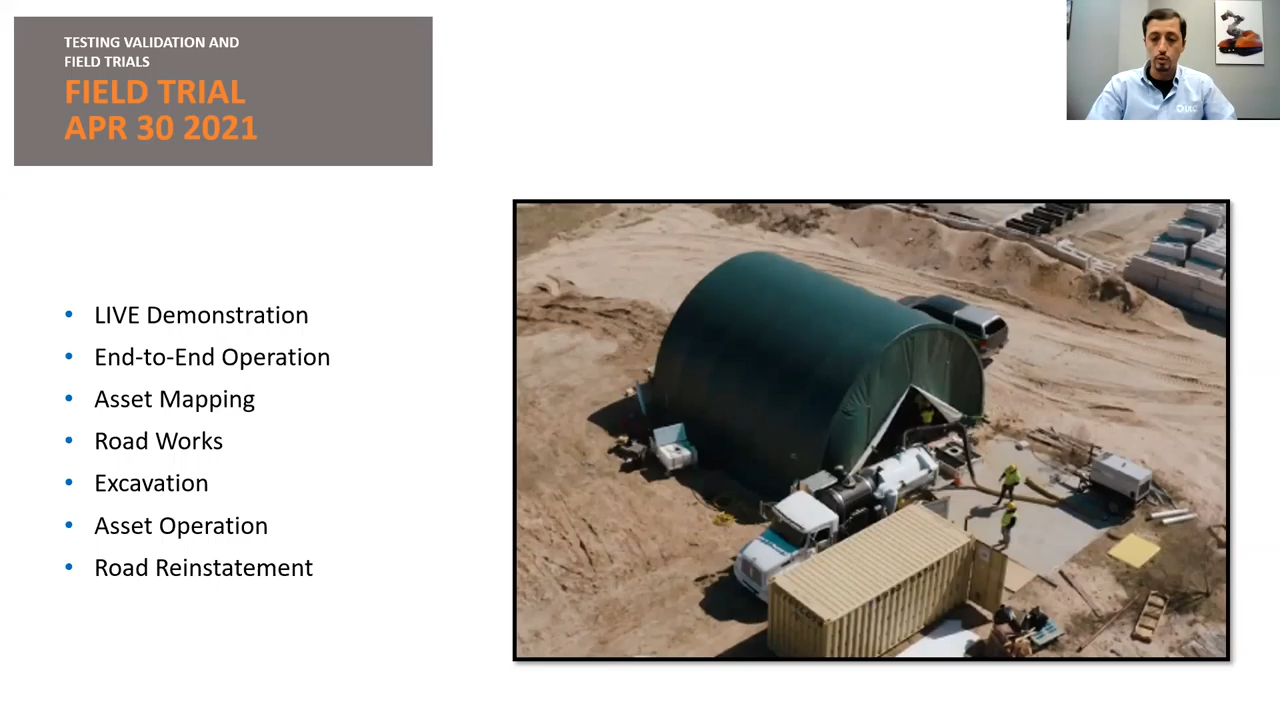 TESTING VALIDATION AND
FIELD TRIALS
FIELD TRIAL
APR 30 2021
• LIVE Demonstration
• End-to-End Operation
• Asset Mapping
• Road Works
• Excavation
• Asset Operation
• Road Reinstatement